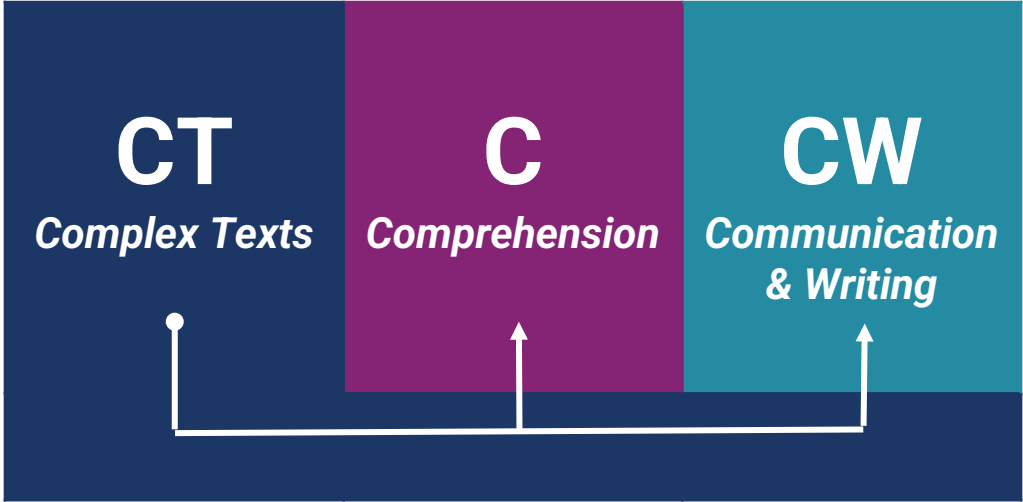 CT
Complex Texts
C
Comprehension
CW
Communication
& Writing